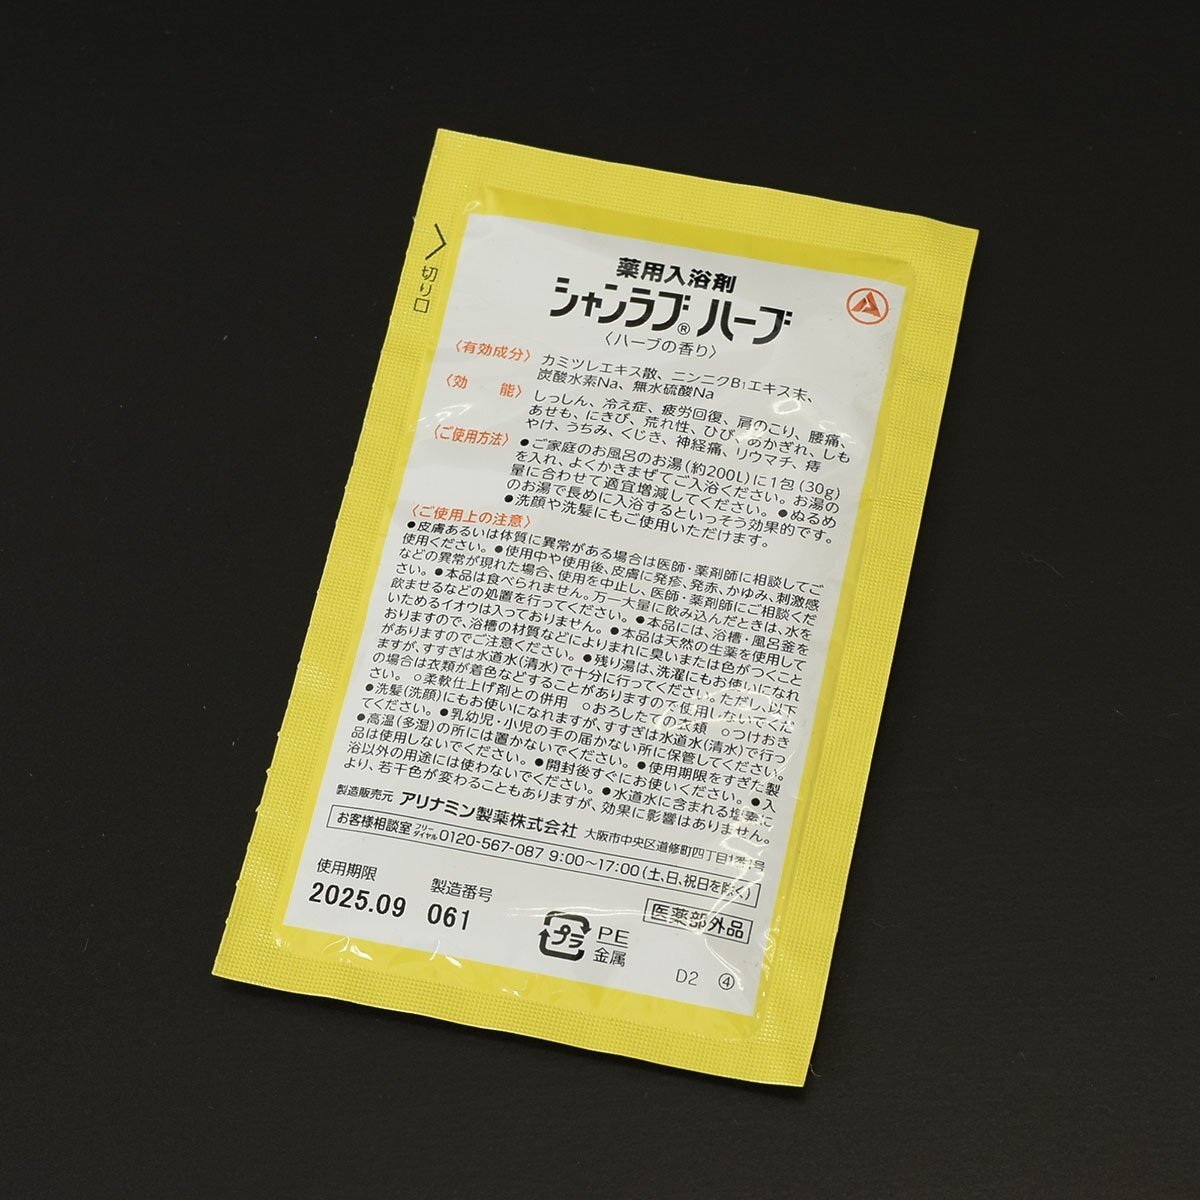 切り口
薬用入浴剤
シャンラブ® ハーブ
〈ハーブの香り〉
〈有効成分〉 カミツレエキス散、ニンニクB1エキス末、
炭酸水素Na、無水硫酸Na
〈効 能〉 しっしん、冷え症、疲労回復、肩のこり、腰痛、
あせも、にきび、荒れ性、ひび、あかぎれ、しも
やけ、うちみ、くじき、神経痛、リウマチ、痔
〈ご使用方法〉 ●ご家庭のお風呂のお湯(約200L)に1包(30g)
を入れ、よくかきまぜてご入浴ください。お湯の
量に合わせて適宜増減してください。●ぬるめ
のお湯で長めに入浴するといっそう効果的です。
●洗顔や洗髪にもご使用いただけます。
〈ご使用上の注意〉
●皮膚あるいは体質に異常がある場合は医師・薬剤師に相談してご
使用ください。●使用中や使用後、皮膚に発疹、発赤、かゆみ、刺激感
などの異常が現れた場合、使用を中止し、医師・薬剤師にご相談くだ
さい。●本品は食べられません。万一大量に飲み込んだときは、水を
飲ませるなどの処置を行ってください。●本品には、浴槽・風呂釜を
いためるイオウは入っておりません。●本品は天然の生薬を使用して
おりますので、浴槽の材質などによりまれに臭いまたは色がつくこと
がありますのでご注意ください。●残り湯は、洗濯にもお使いになれ
ますが、すすぎは水道水(清水)で十分に行ってください。ただし、以下
の場合は衣類が着色などすることがありますので使用しないでくだ
さい。 ○柔軟仕上げ剤との併用 ○おろしたての衣類 ○つけおき
●洗髪(洗顔)にもお使いになれますが、すすぎは水道水(清水)で行っ
てください。●乳幼児・小児の手の届かない所に保管してください。
●高温(多湿)の所には置かないでください。●使用期限をすぎた製
品は使用しないでください。●開封後すぐにお使いください。●入
浴以外の用途には使わないでください。●水道水に含まれる塩素に
より、若干色が変わることもありますが、効果に影響はありません。
製造販売元 アリナミン製薬株式会社 大阪市中央区道修町四丁目1番1号
お客様相談室 フリーダイヤル 0120-567-087 9:00~17:00(土、日、祝日を除く)
使用期限 製造番号
2025.09 061
医薬部外品
プラ PE
金属
D2 ④